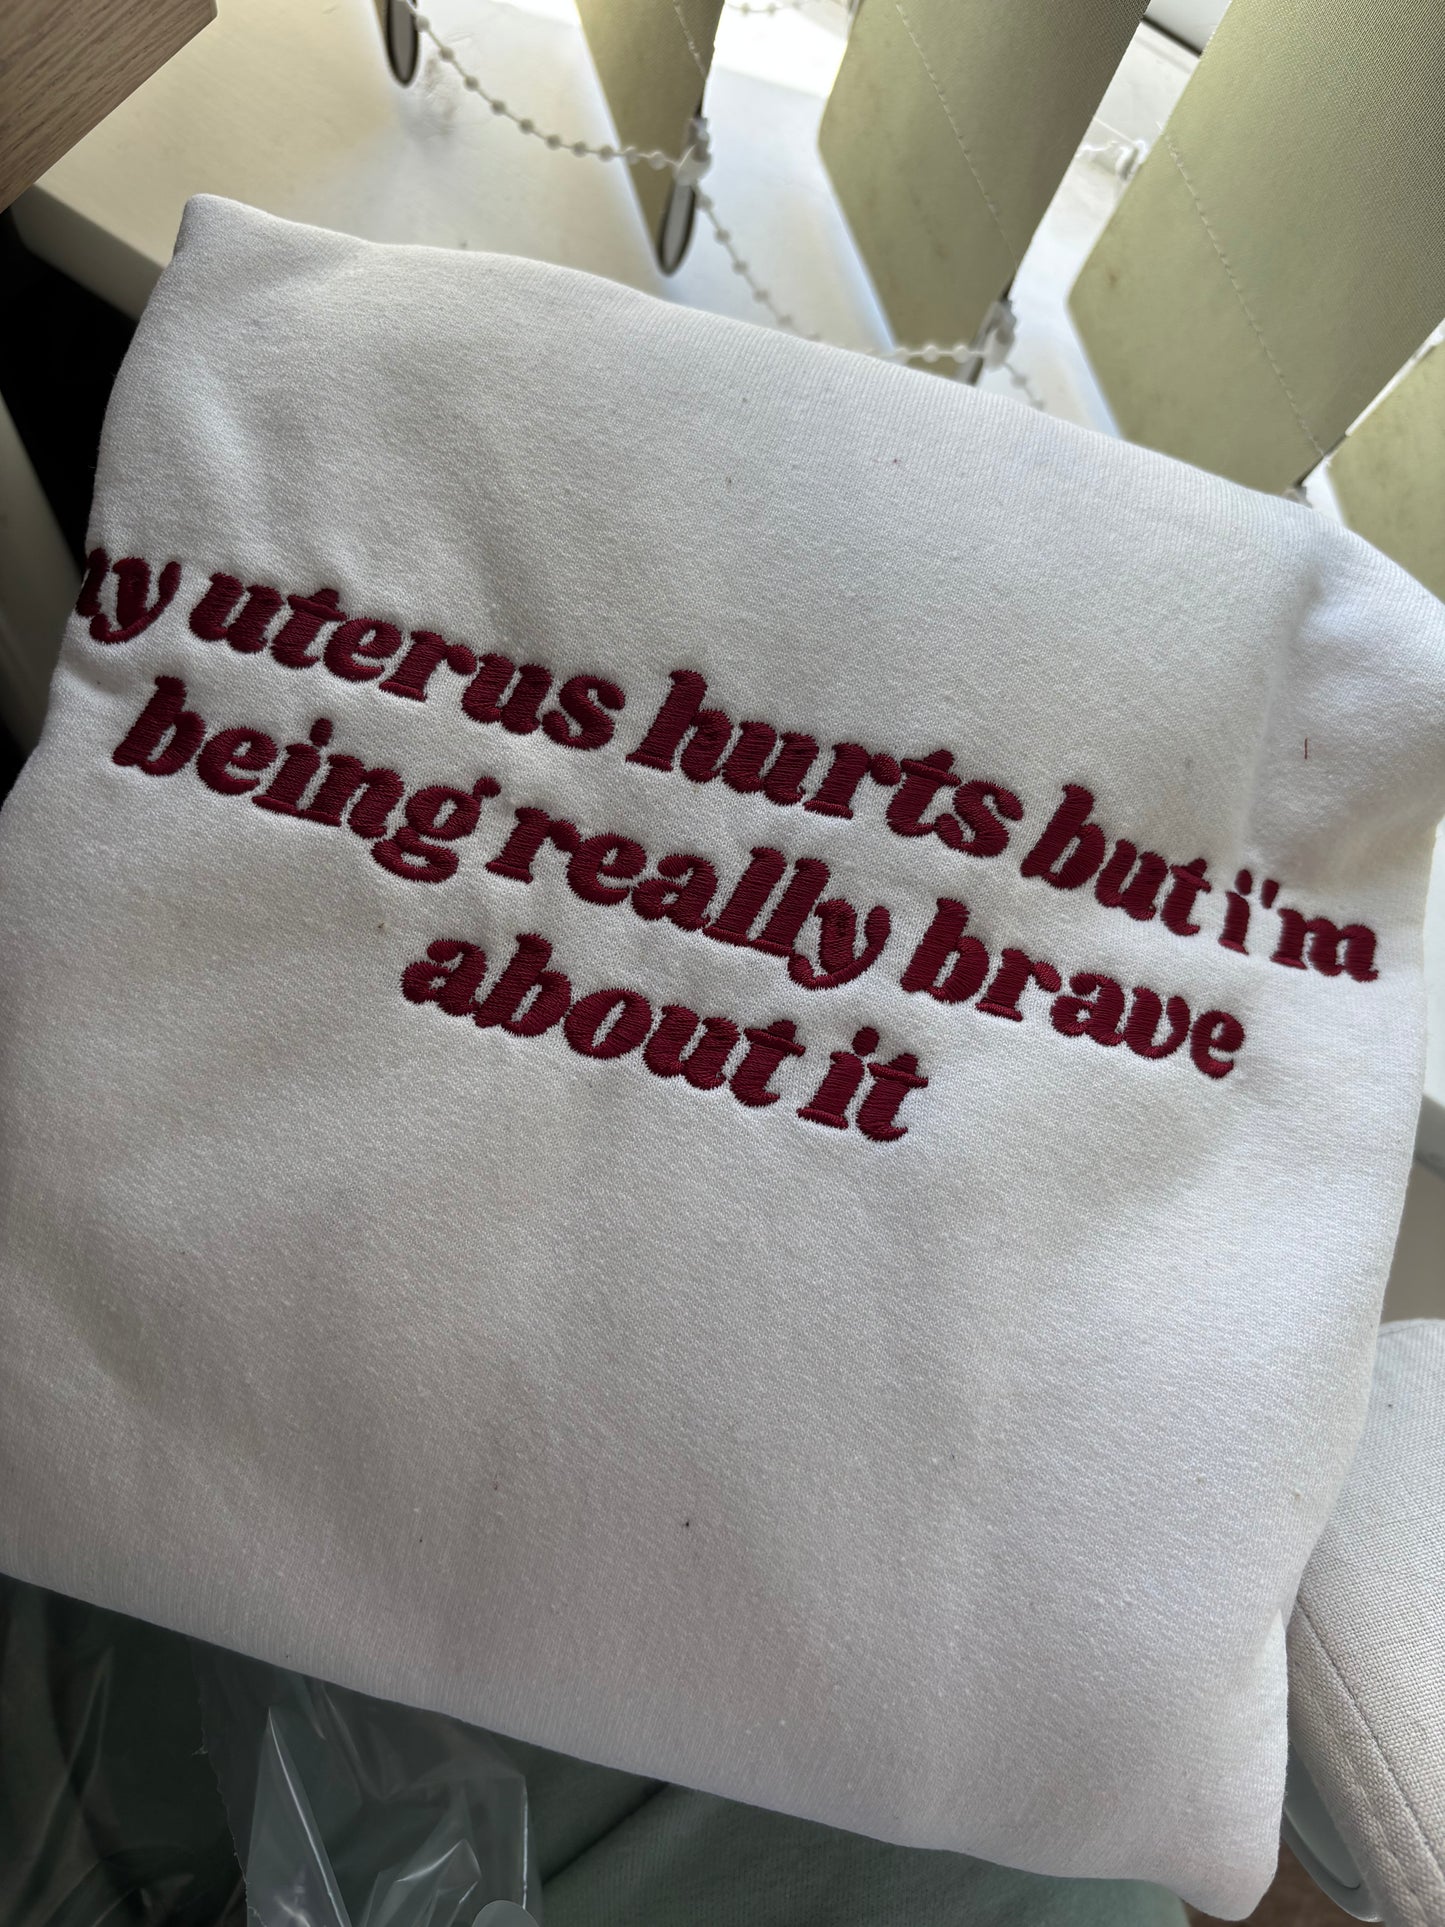 my uterus hurts but i'm
being really brave
about it